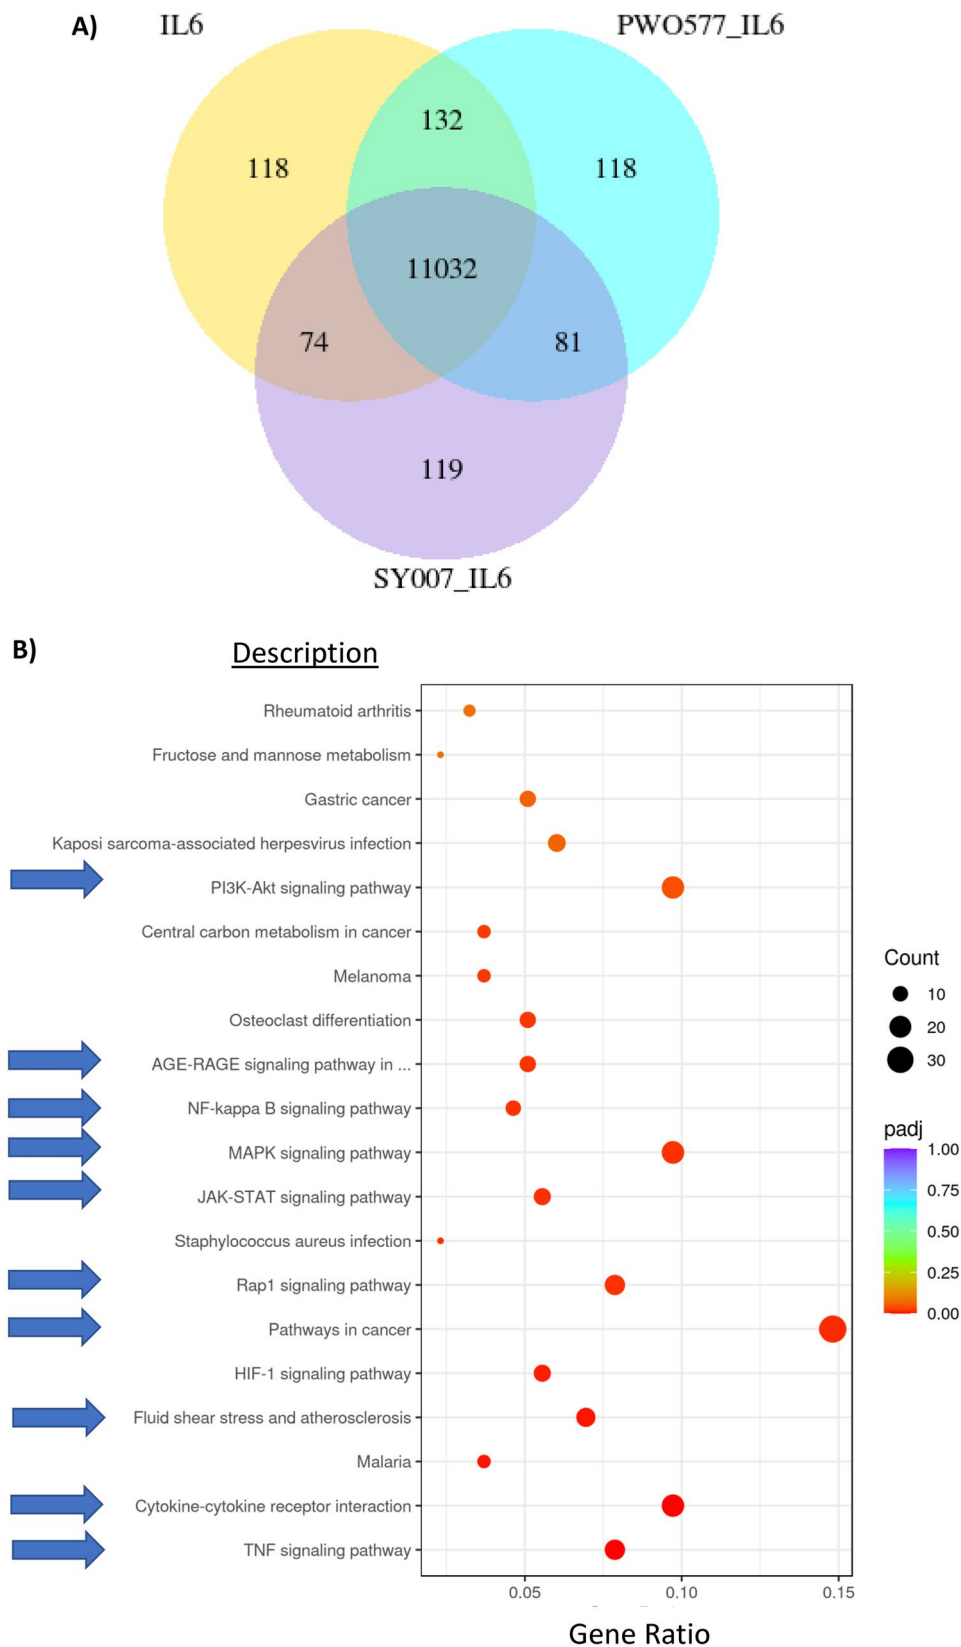 A)
IL6
PWO577_IL6
132
118
118
11032
74
81
119
SY007_IL6
B)
Description
Rheumatoid arthritis
Fructose and mannose metabolism
Gastric cancer
Kaposi sarcoma-associated herpesvirus infection
PI3K-Akt signaling pathway
Central carbon metabolism in cancer
Melanoma
Osteoclast differentiation
AGE-RAGE signaling pathway in ...
NF-kappa B signaling pathway
MAPK signaling pathway
JAK-STAT signaling pathway
Staphylococcus aureus infection
Rap1 signaling pathway
Pathways in cancer
HIF-1 signaling pathway
Fluid shear stress and atherosclerosis
Malaria
Cytokine-cytokine receptor interaction
TNF signaling pathway
0.05
0.10
0.15
Gene Ratio
Count
10
20
30
padj
1.00
0.75
0.50
0.25
0.00